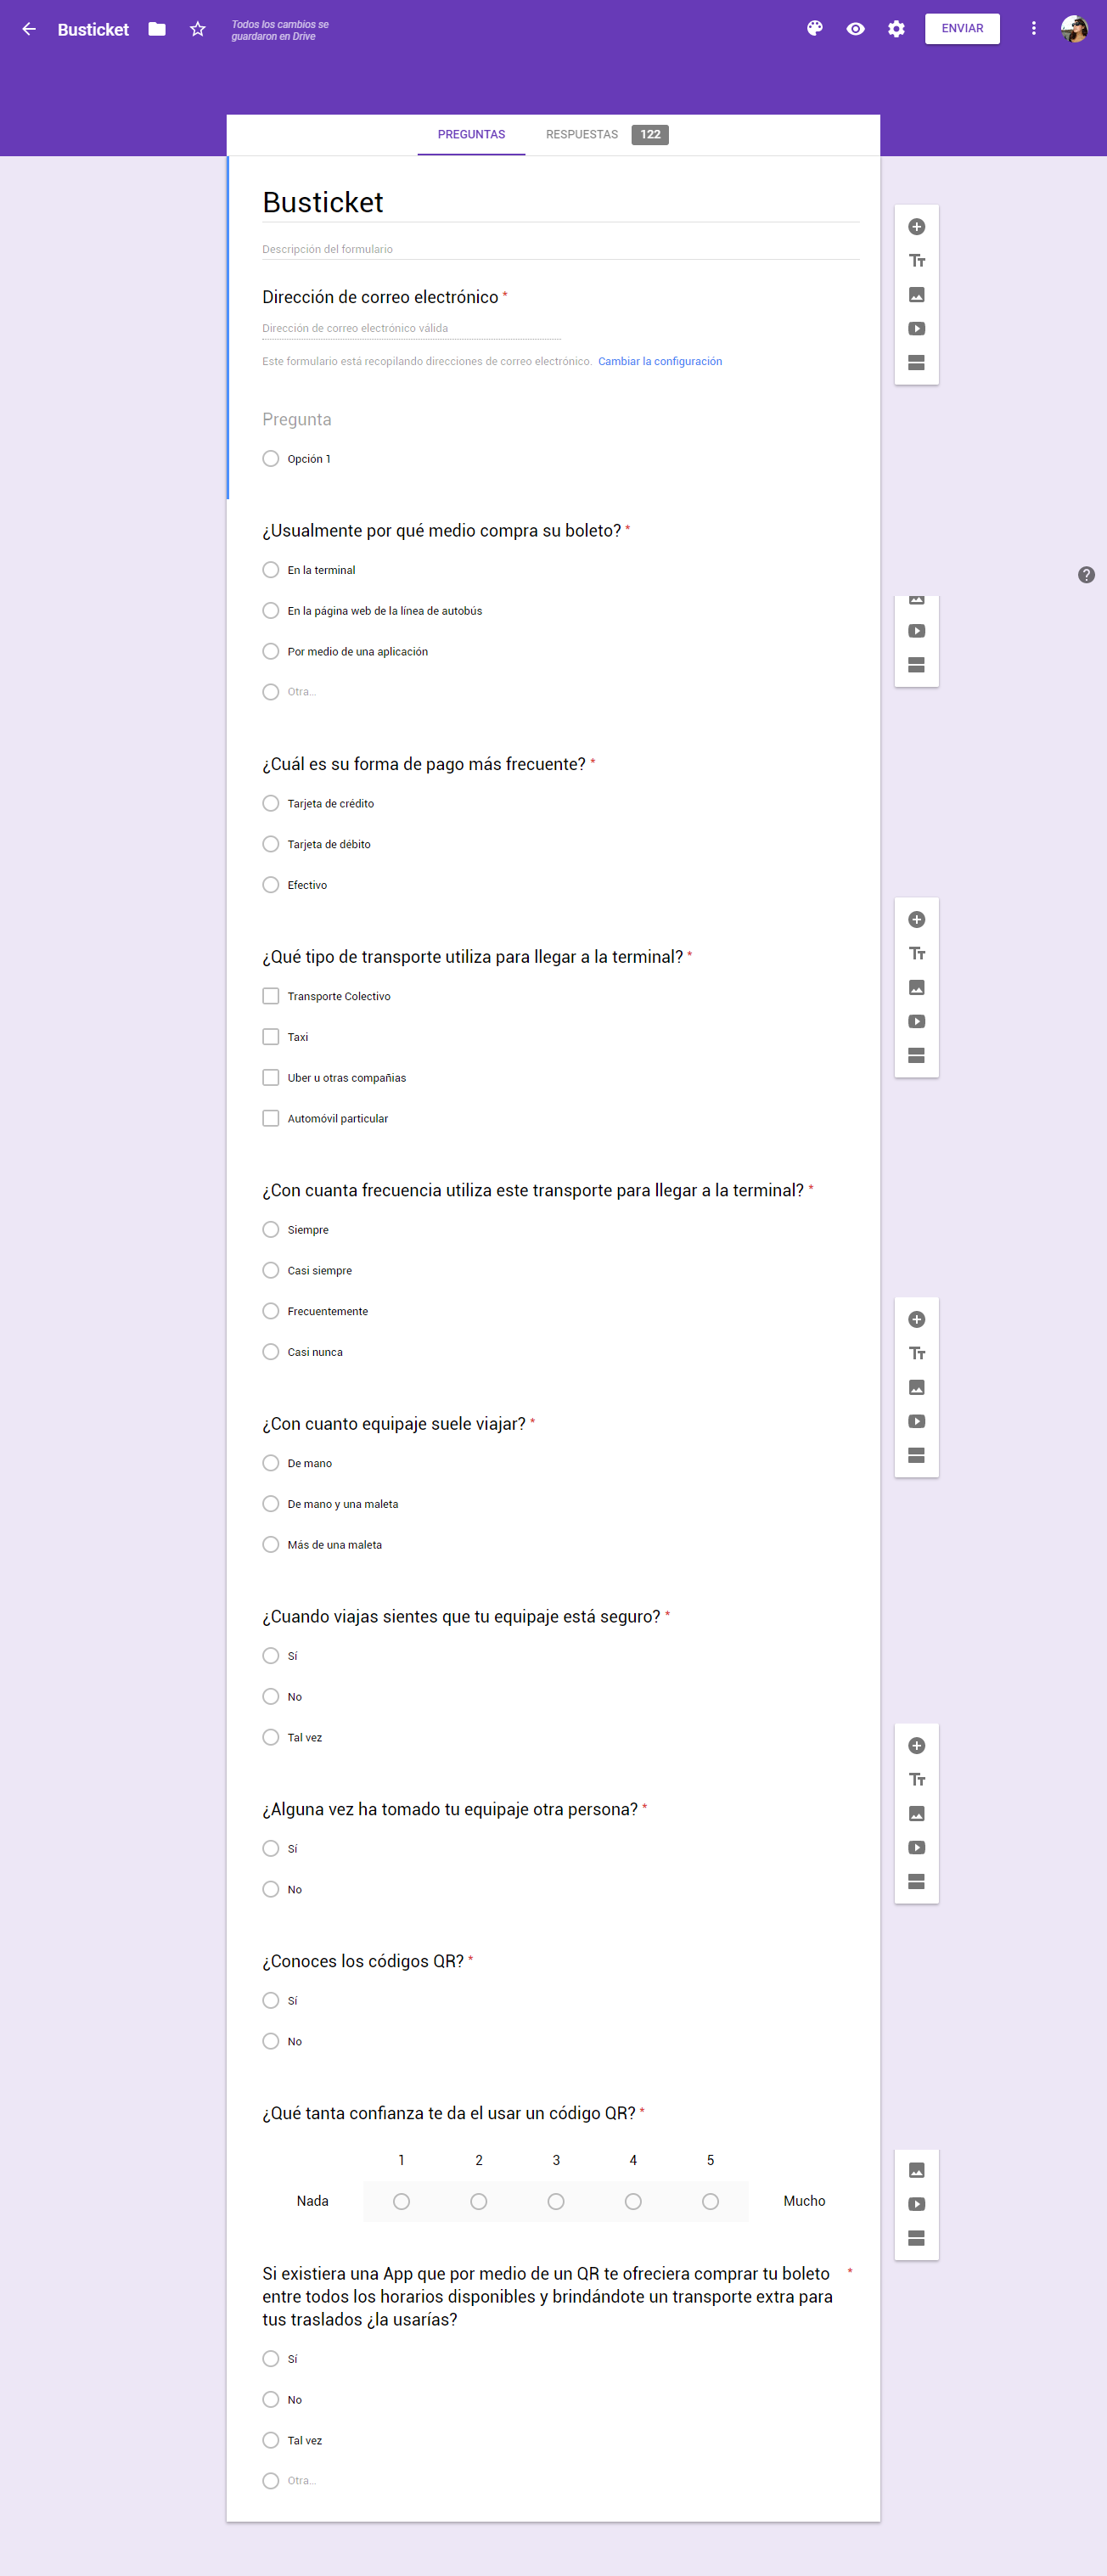 Busticket
Todos los cambios se
guardaron en Drive
ENVIAR
PREGUNTAS RESPUESTAS 122
Busticket
Descripción del formulario
Dirección de correo electrónico *
Dirección de correo electrónico válida
Este formulario está recopilando direcciones de correo electrónico. Cambiar la configuración
Pregunta
Opción 1
¿Usualmente por qué medio compra su boleto? *
En la terminal
En la página web de la línea de autobús
Por medio de una aplicación
Otra...
¿Cuál es su forma de pago más frecuente? *
Tarjeta de crédito
Tarjeta de débito
Efectivo
¿Qué tipo de transporte utiliza para llegar a la terminal? *
Transporte Colectivo
Taxi
Uber u otras compañias
Automóvil particular
¿Con cuanta frecuencia utiliza este transporte para llegar a la terminal? *
Siempre
Casi siempre
Frecuentemente
Casi nunca
¿Con cuanto equipaje suele viajar? *
De mano
De mano y una maleta
Más de una maleta
¿Cuando viajas sientes que tu equipaje está seguro? *
Sí
No
Tal vez
¿Alguna vez ha tomado tu equipaje otra persona? *
Sí
No
¿Conoces los códigos QR? *
Sí
No
¿Qué tanta confianza te da el usar un código QR? *
1 2 3 4 5
Nada Mucho
Si existiera una App que por medio de un QR te ofreciera comprar tu boleto *
entre todos los horarios disponibles y brindándote un transporte extra para
tus traslados ¿la usarías?
Sí
No
Tal vez
Otra...